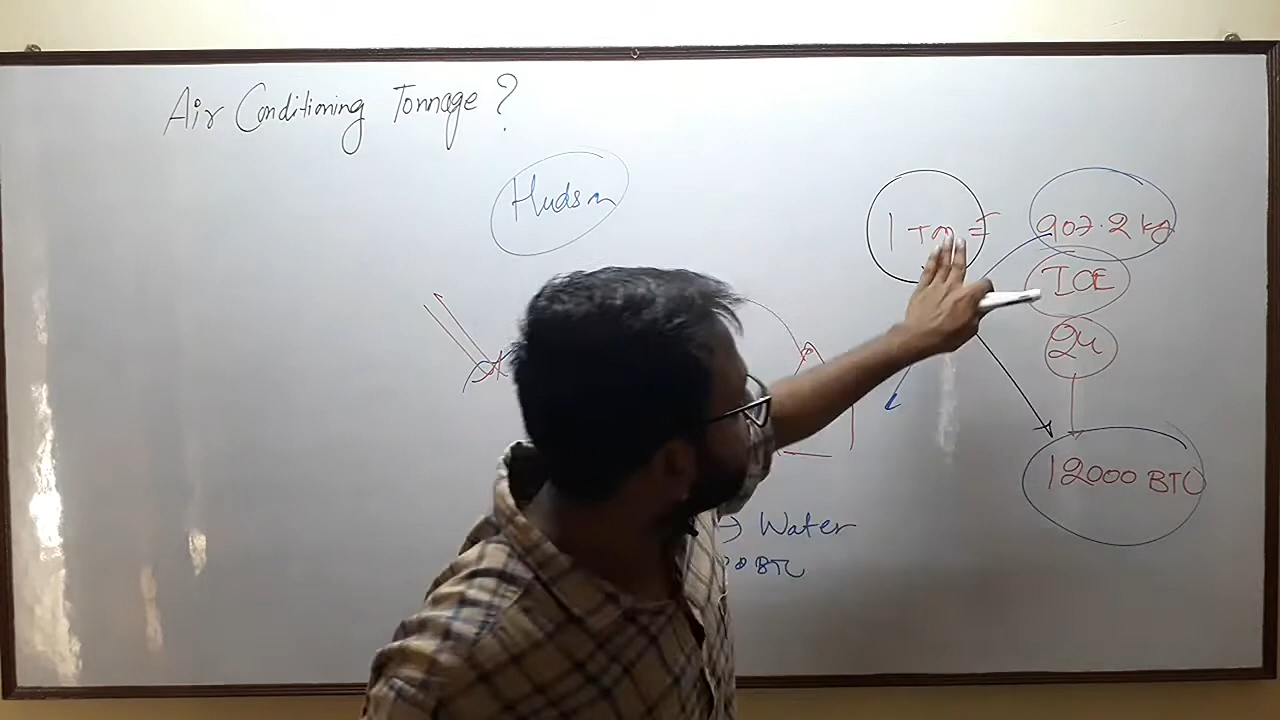 Air Conditioning Tonnage ?
Hudson
1 Ton = 907.2 kg
ICE
24
12000 BTU
→ Water
BTU